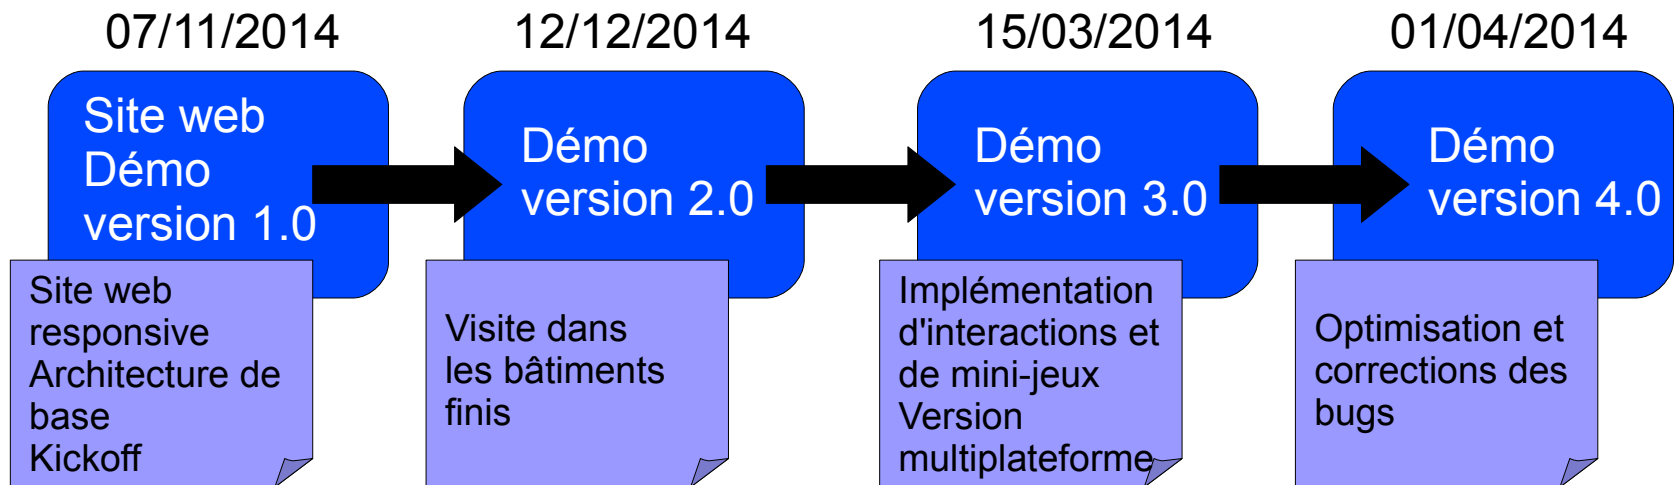 07/11/2014
12/12/2014
15/03/2014
01/04/2014
Site web
Démo
version 1.0
Démo
version 2.0
Démo
version 3.0
Démo
version 4.0
Site web
responsive
Architecture de
base
Kickoff
Visite dans
les bâtiments
finis
Implémentation
d'interactions et
de mini-jeux
Version
multiplateforme
Optimisation et
corrections des
bugs